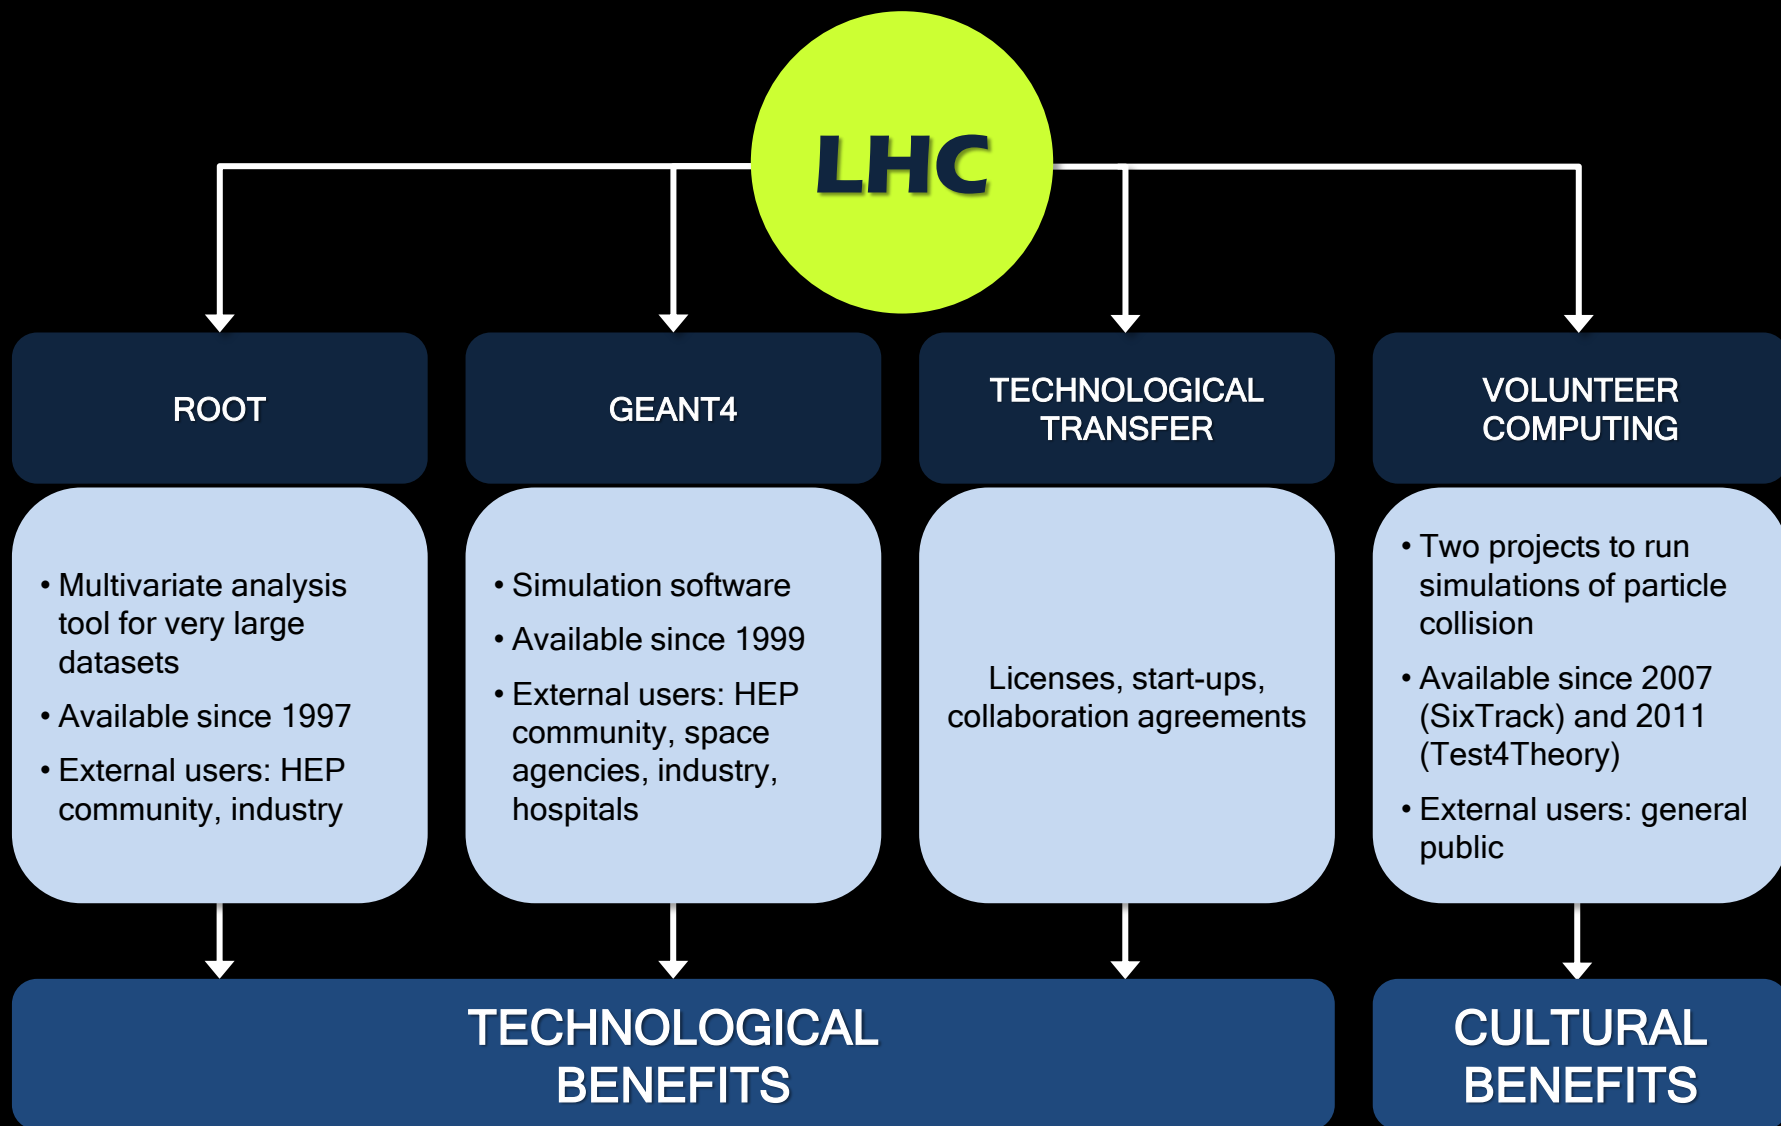 LHC
ROOT
GEANT4
TECHNOLOGICAL
TRANSFER
VOLUNTEER
COMPUTING
• Multivariate analysis
tool for very large
datasets
• Available since 1997
• External users: HEP
community, industry
• Simulation software
• Available since 1999
• External users: HEP
community, space
agencies, industry,
hospitals
Licenses, start-ups,
collaboration agreements
• Two projects to run
simulations of particle
collision
• Available since 2007
(SixTrack) and 2011
(Test4Theory)
• External users: general
public
TECHNOLOGICAL
BENEFITS
CULTURAL
BENEFITS